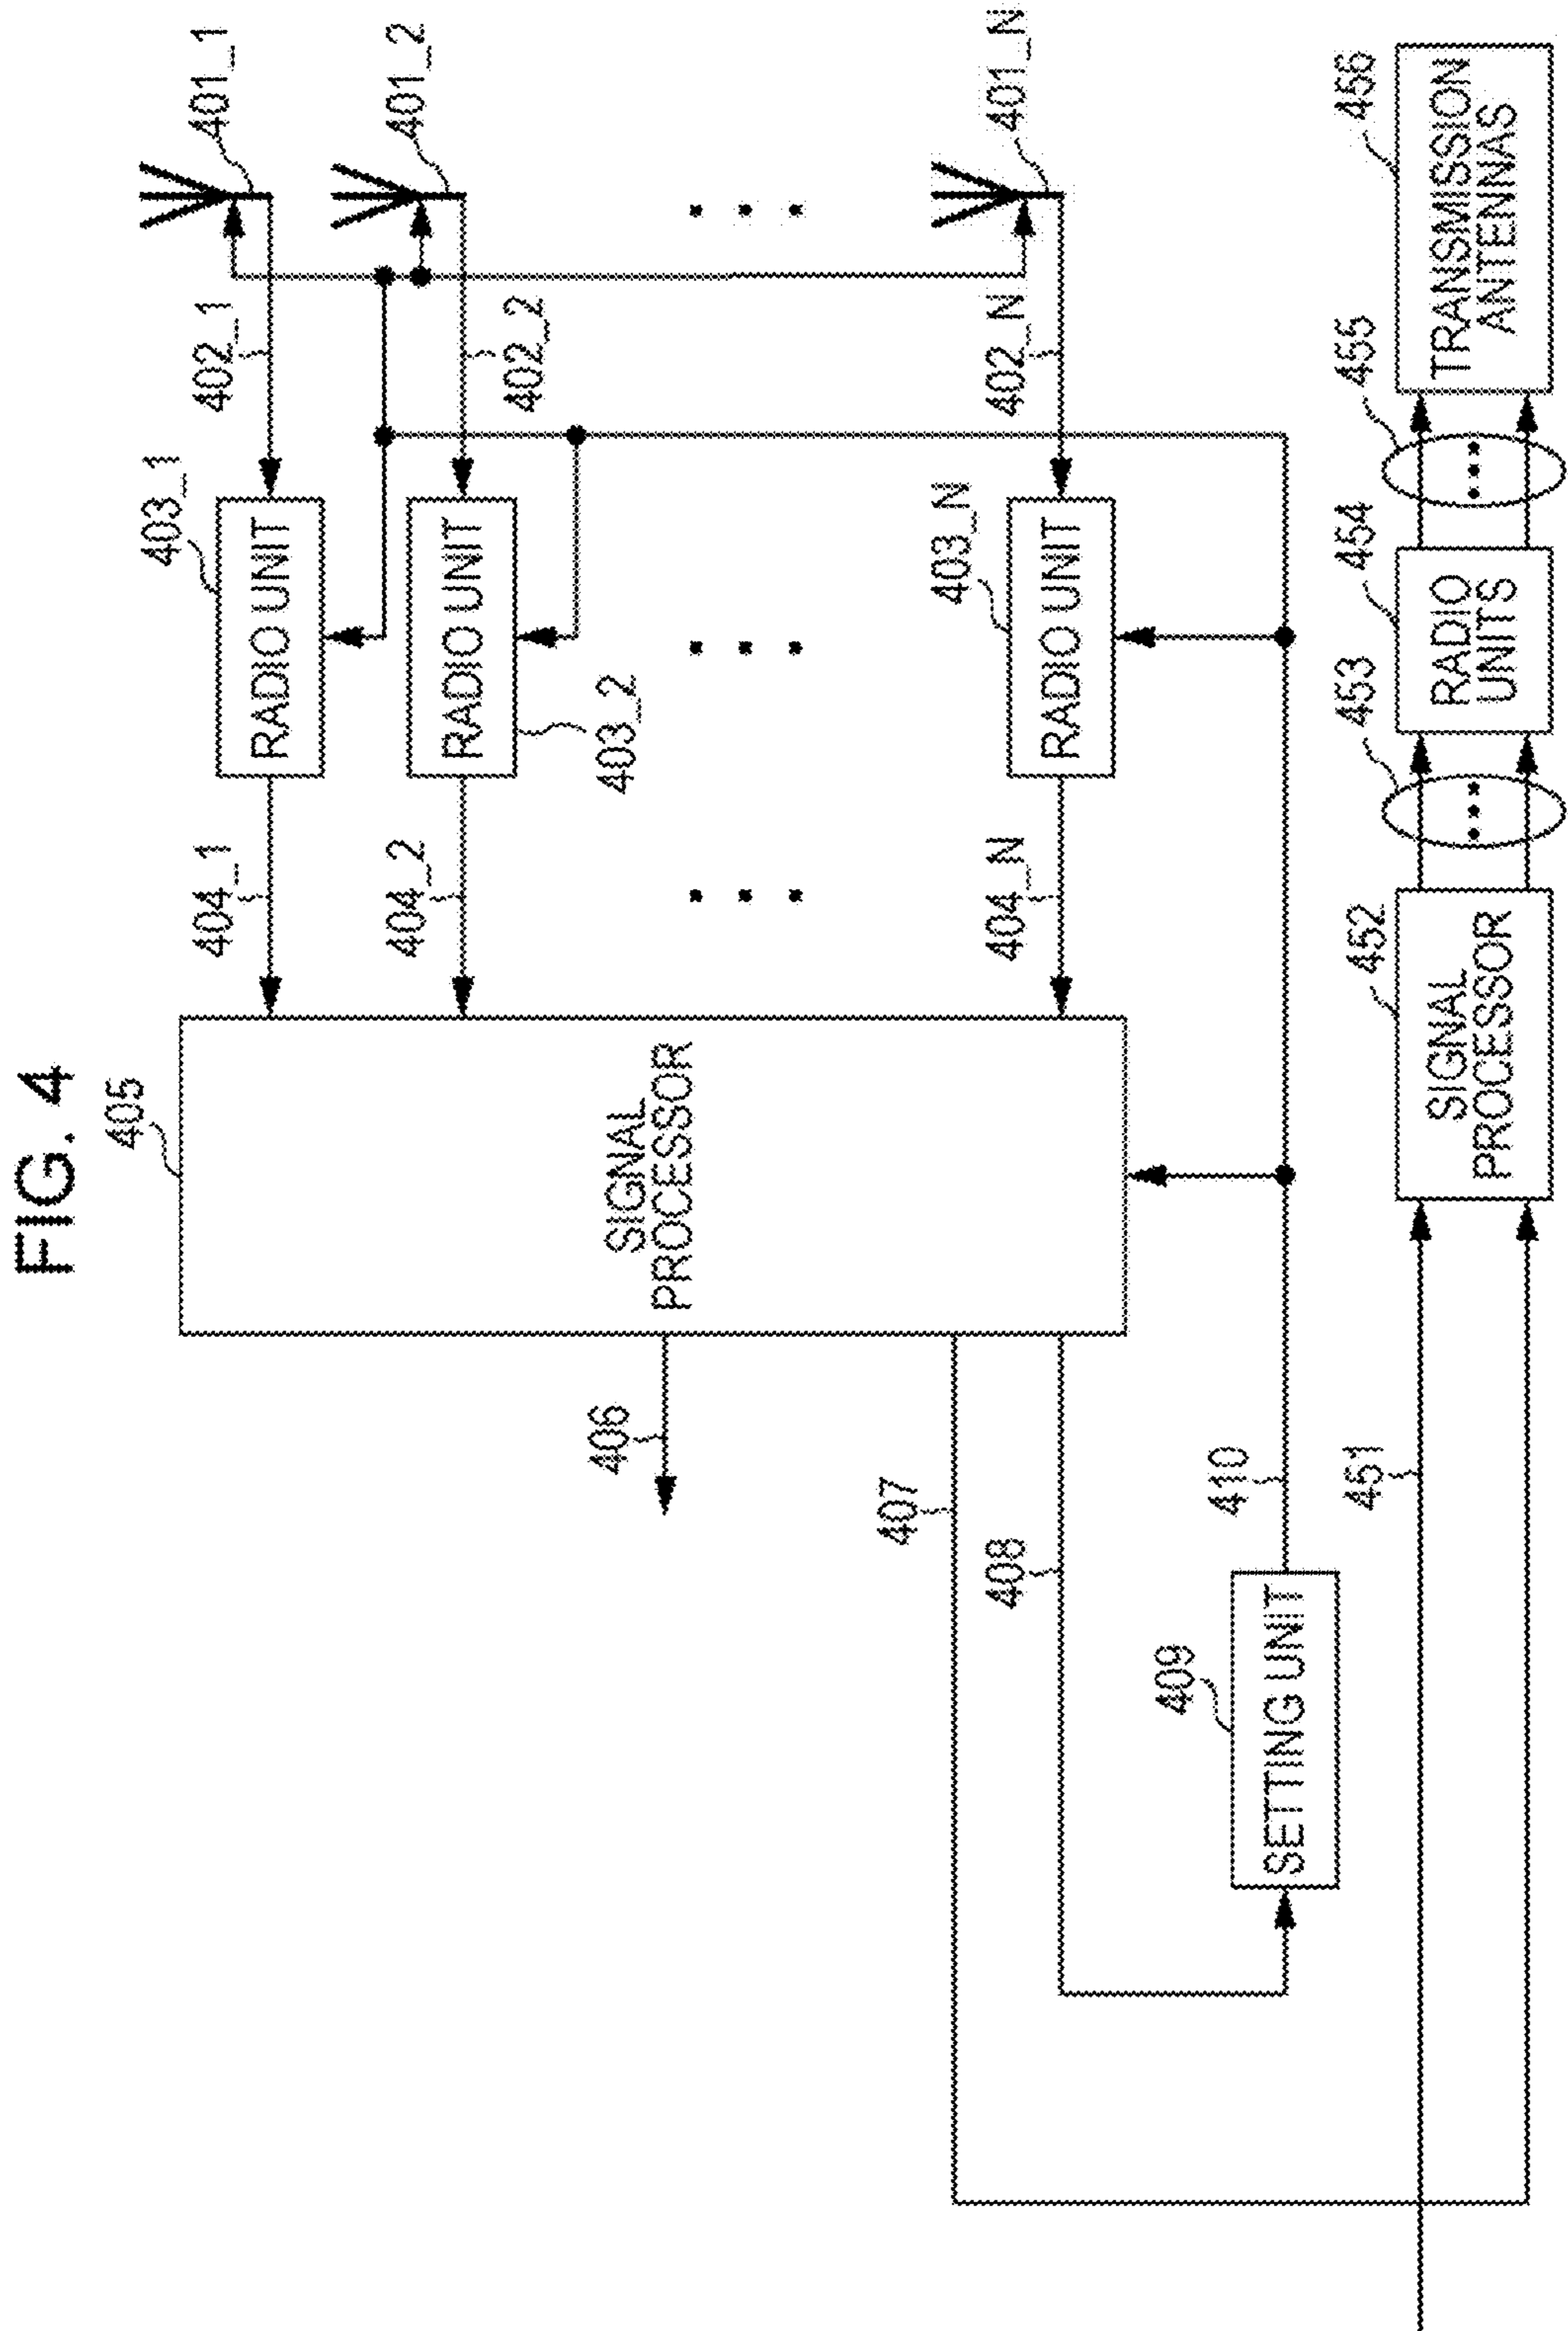 FIG. 4
401_1
402_1
403_1
RADIO UNIT
404_1
405
401_2
402_2
RADIO UNIT
403_2
404_2
SIGNAL
PROCESSOR
406
401_N
402_N
403_N
RADIO UNIT
404_N
407
408
409
SETTING UNIT
410
451
452
SIGNAL
PROCESSOR
453
454
RADIO
UNITS
455
456
TRANSMISSION
ANTENNAS